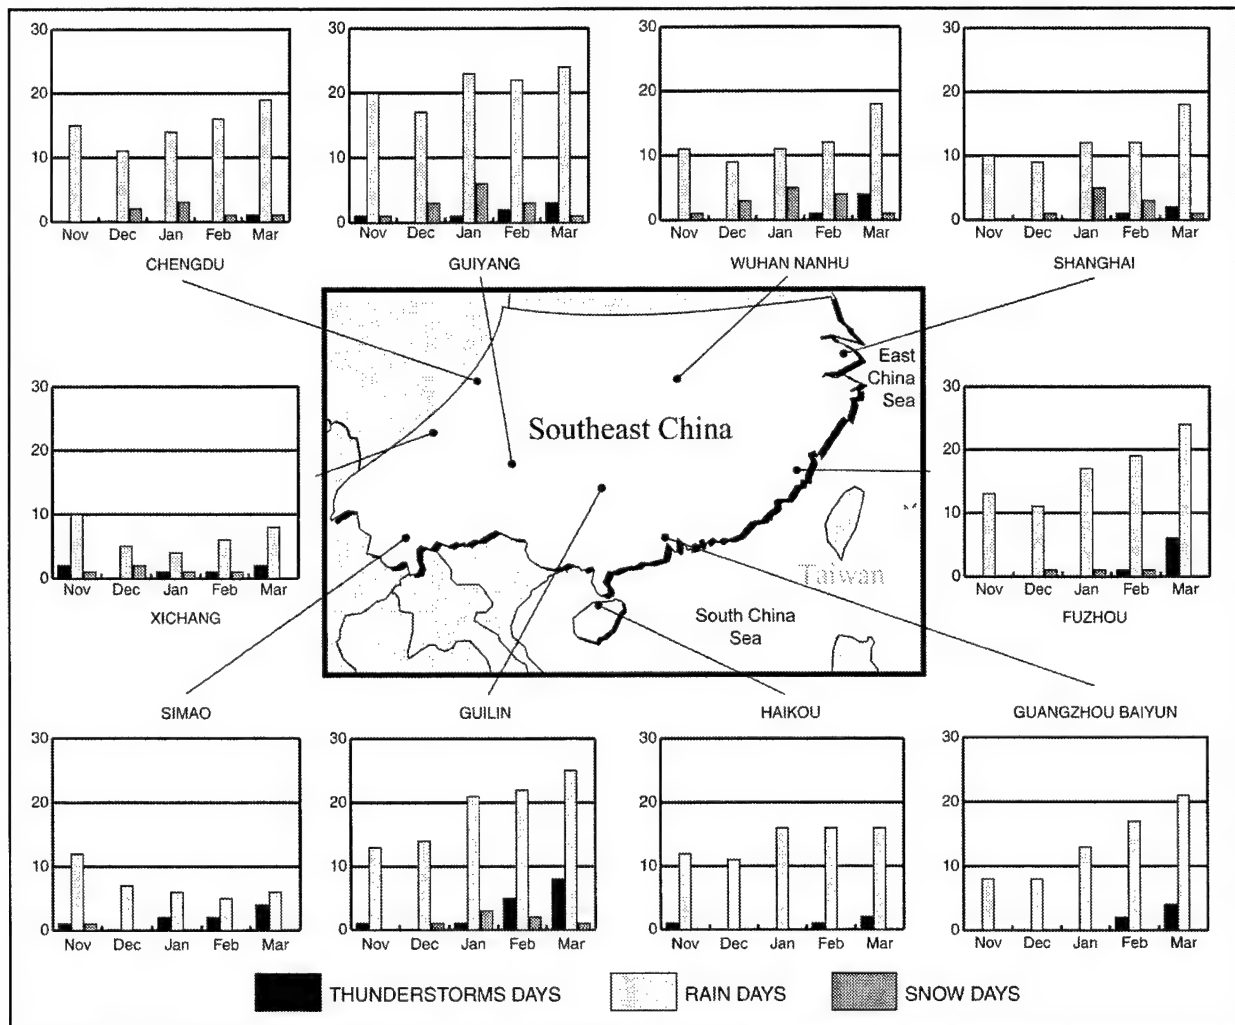 30
20
10
0
Nov Dec Jan Feb Mar
CHENGDU
30
20
10
0
Nov Dec Jan Feb Mar
GUIYANG
30
20
10
0
Nov Dec Jan Feb Mar
WUHAN NANHU
30
20
10
0
Nov Dec Jan Feb Mar
SHANGHAI
30
20
10
0
Nov Dec Jan Feb Mar
XICHANG
Southeast China
East
China
Sea
Taiwan
South China
Sea
30
20
10
0
Nov Dec Jan Feb Mar
FUZHOU
SIMAO
30
20
10
0
Nov Dec Jan Feb Mar
GUILIN
30
20
10
0
Nov Dec Jan Feb Mar
HAIKOU
30
20
10
0
Nov Dec Jan Feb Mar
GUANGZHOU BAIYUN
30
20
10
0
Nov Dec Jan Feb Mar
THUNDERSTORMS DAYS
RAIN DAYS
SNOW DAYS